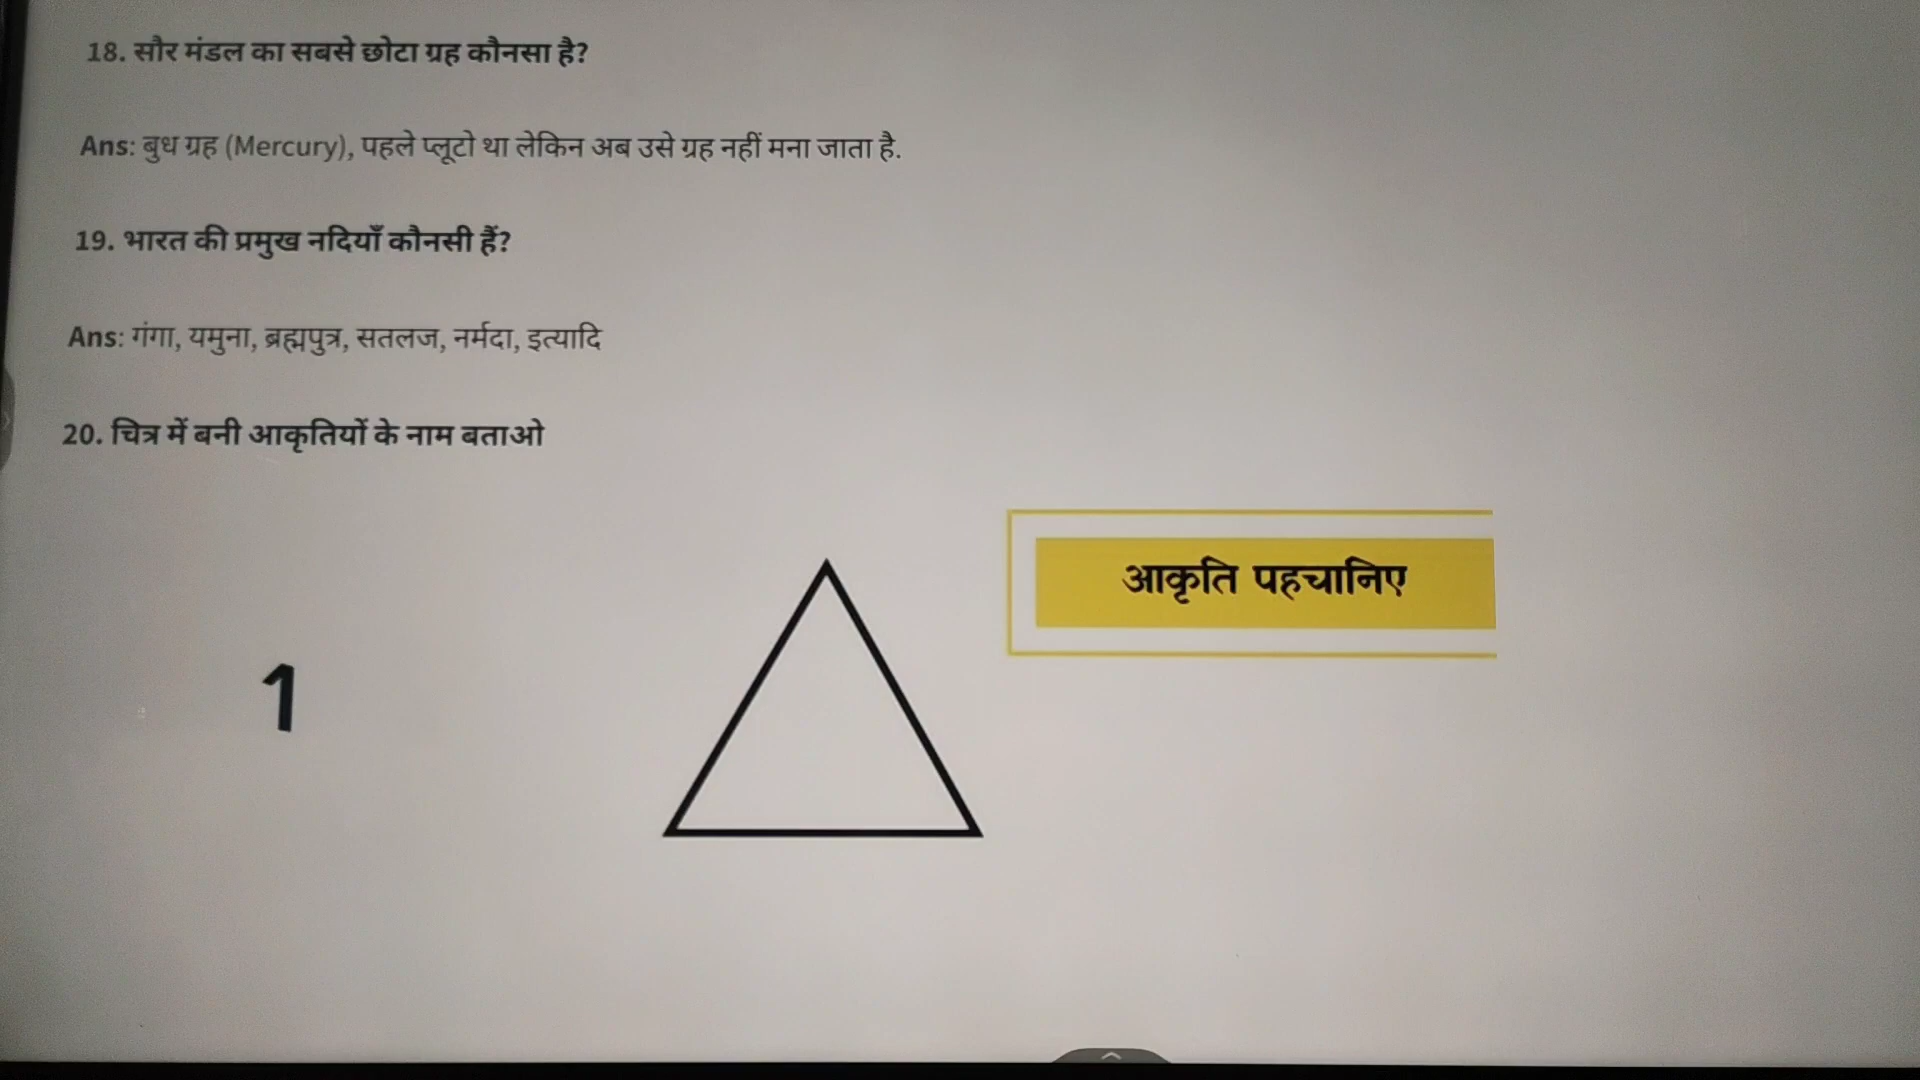 18. सौर मंडल का सबसे छोटा ग्रह कौनसा है?
Ans: बुध ग्रह (Mercury), पहले प्लूटो था लेकिन अब उसे ग्रह नहीं मना जाता है.
19. भारत की प्रमुख नदियाँ कौनसी हैं?
Ans: गंगा, यमुना, ब्रह्मपुत्र, सतलज, नर्मदा, इत्यादि
20. चित्र में बनी आकृतियों के नाम बताओ
आकृति पहचानिए
1